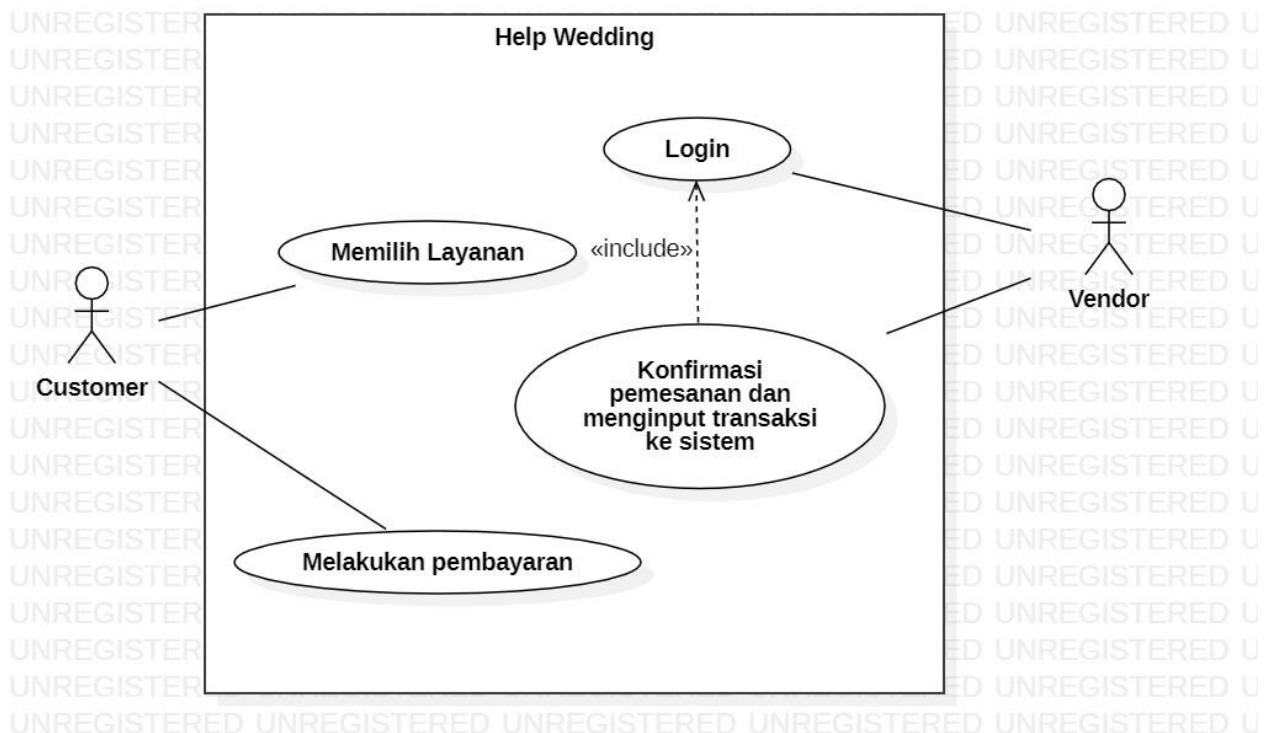 Help Wedding
Login
Memilih Layanan
«include»
Vendor
Customer
Konfirmasi
pemesanan dan
menginput transaksi
ke sistem
Melakukan pembayaran
UNREGISTERED UNREGISTERED UNREGISTERED UNREGISTERED UNREGISTERED U